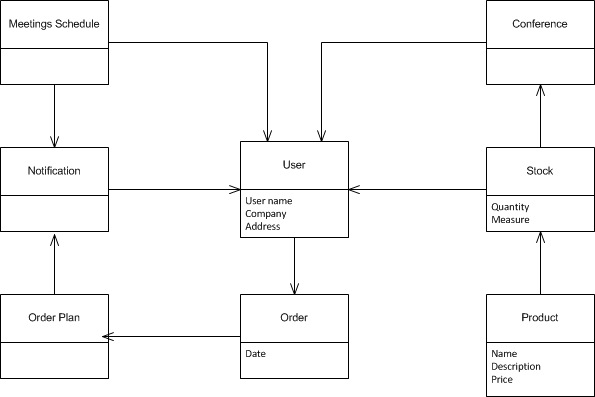 Meetings Schedule
Conference
Notification
User
User name
Company
Address
Stock
Quantity
Measure
Order Plan
Order
Date
Product
Name
Description
Price